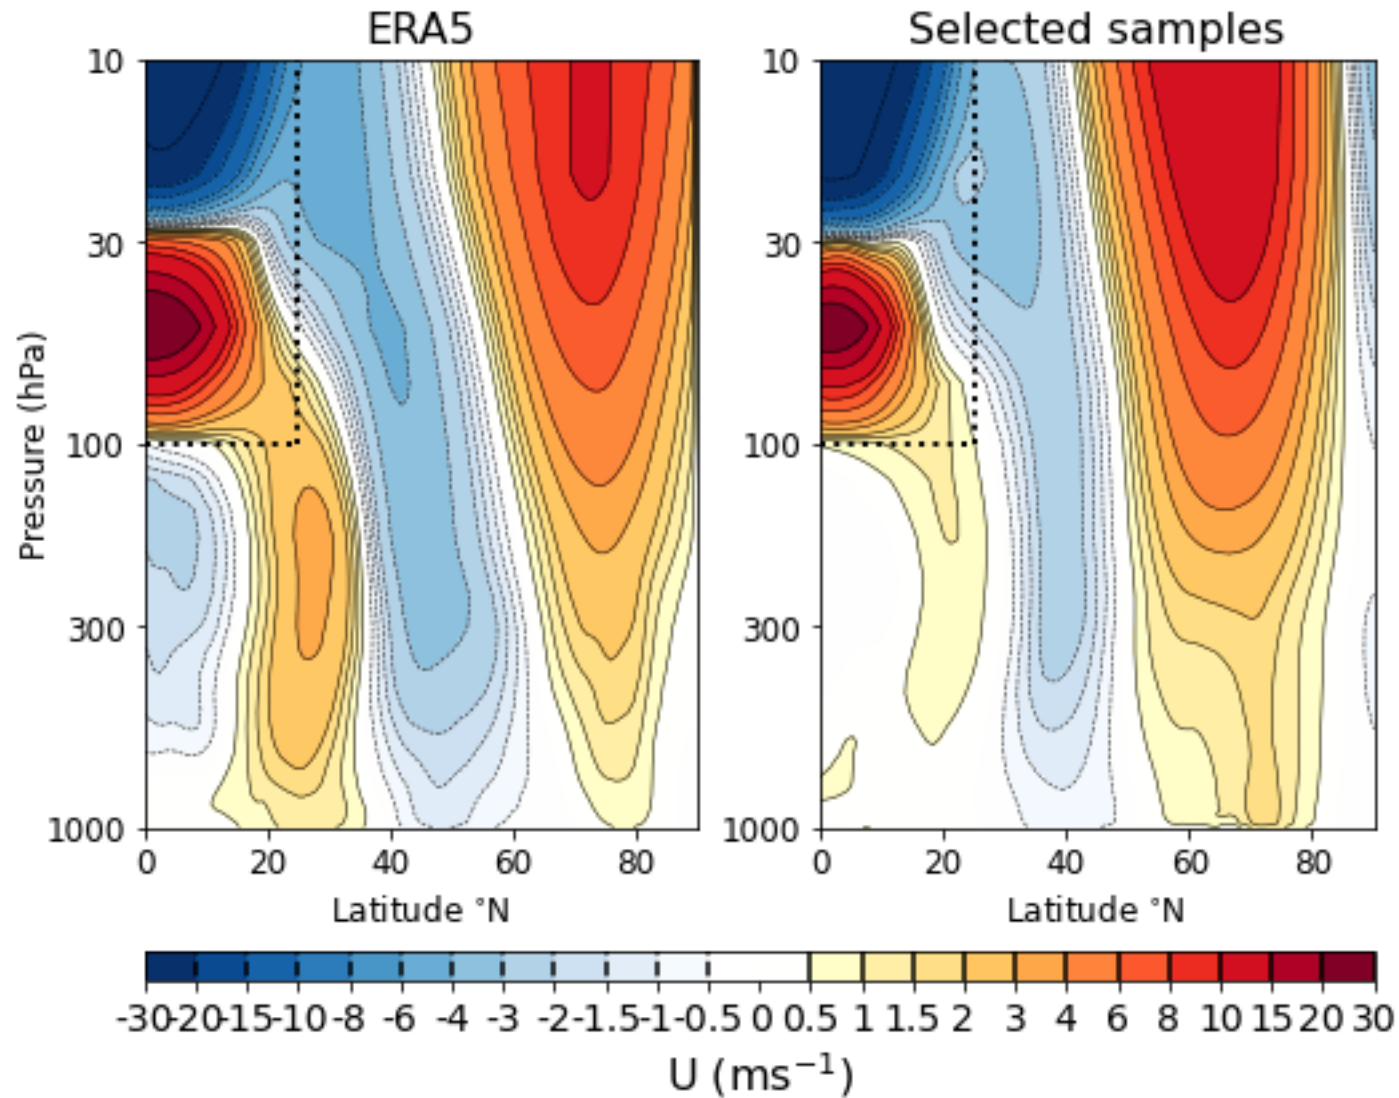 ERA5 Selected samples
10 10
30 30
Pressure (hPa)
100 100
300 300
1000 1000
0 20 40 60 80 0 20 40 60 80
Latitude °N Latitude °N
-30 -20 -15 -10 -8 -6 -4 -3 -2 -1.5 -1 -0.5 0 0.5 1 1.5 2 3 4 6 8 10 15 20 30
U (ms⁻¹)